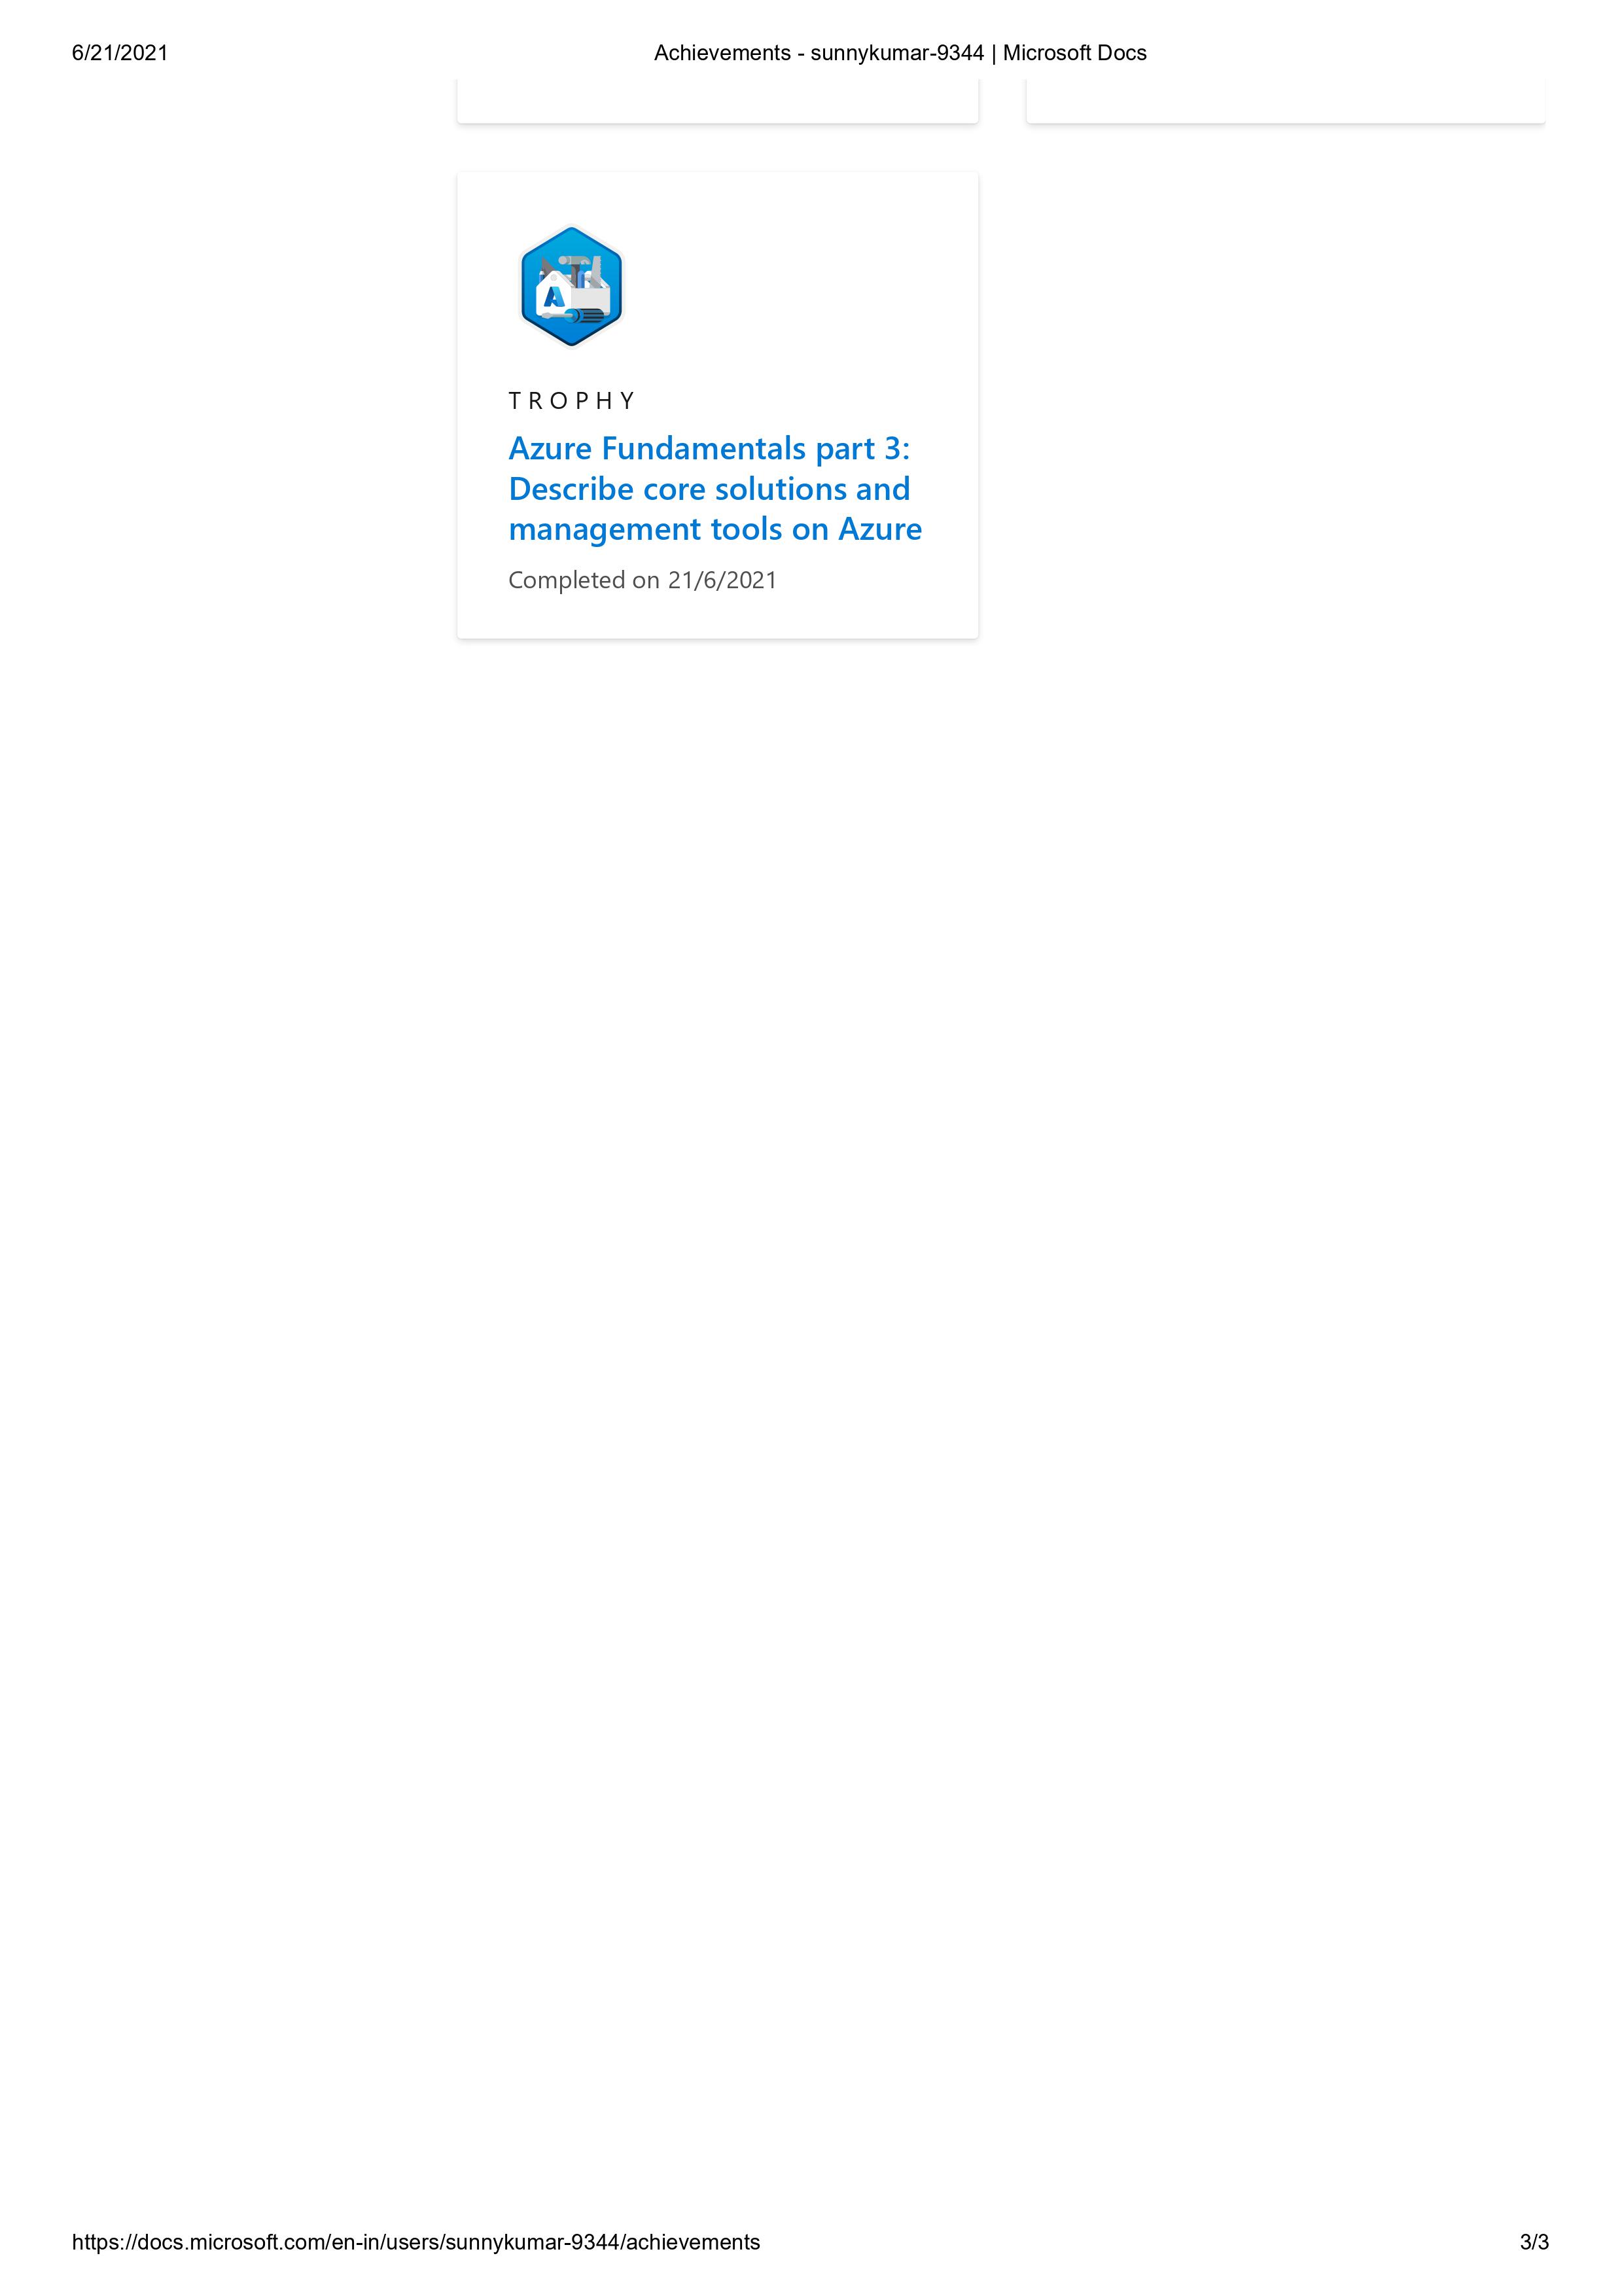 6/21/2021
Achievements - sunnykumar-9344 | Microsoft Docs
A
TROPHY
Azure Fundamentals part 3:
Describe core solutions and
management tools on Azure
Completed on 21/6/2021
https://docs.microsoft.com/en-in/users/sunnykumar-9344/achievements
3/3